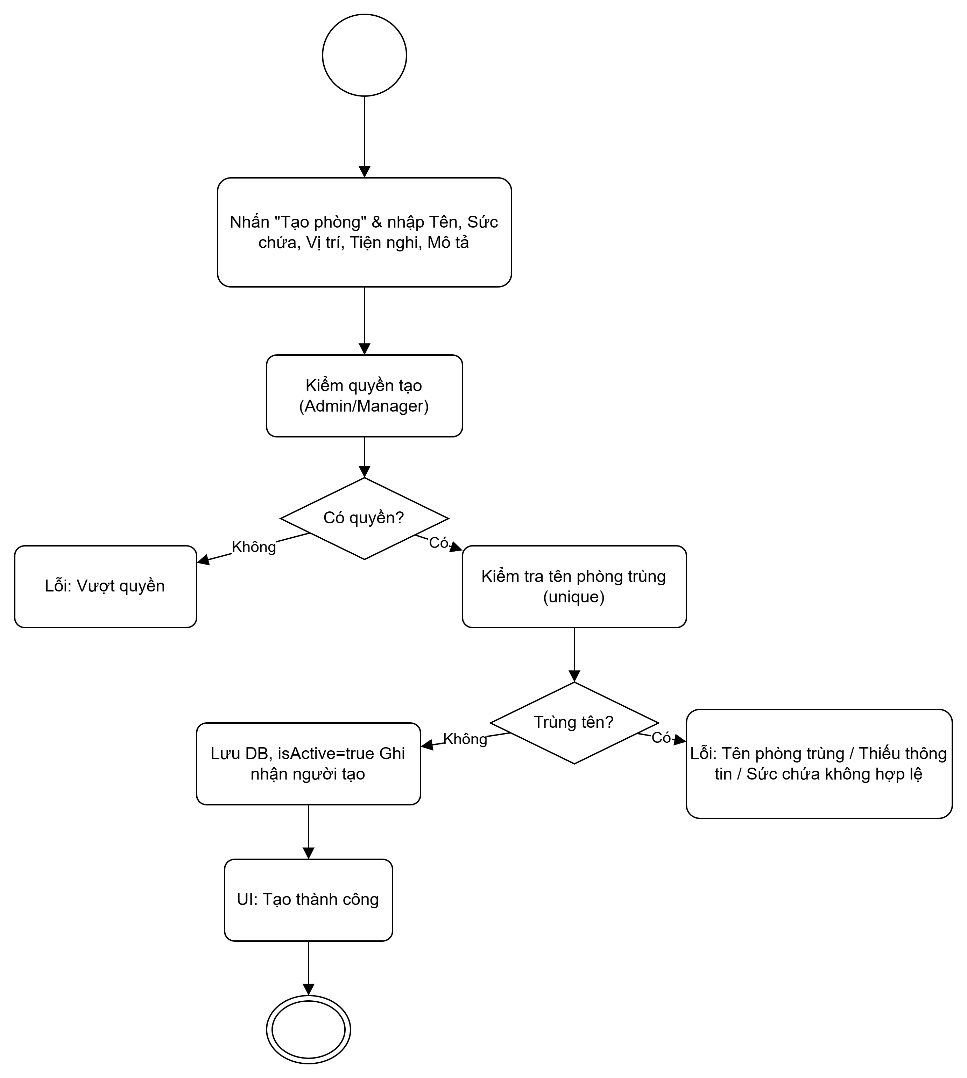 Nhấn "Tạo phòng" & nhập Tên, Sức
chứa, Vị trí, Tiện nghi, Mô tả
Kiểm quyền tạo
(Admin/Manager)
Có quyền?
Không
Có
Lỗi: Vượt quyền
Kiểm tra tên phòng trùng
(unique)
Trùng tên?
Không
Có
Lưu DB, isActive=true Ghi
nhận người tạo
Lỗi: Tên phòng trùng / Thiếu thông
tin / Sức chứa không hợp lệ
UI: Tạo thành công